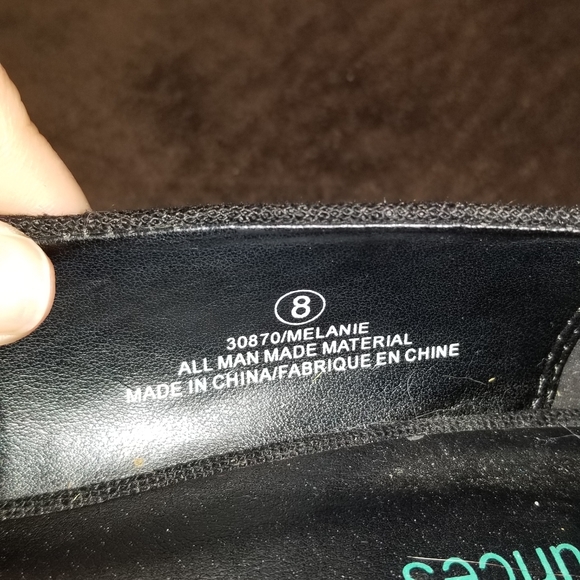 8
30870/MELANIE
ALL MAN MADE MATERIAL
MADE IN CHINA/FABRIQUE EN CHINE